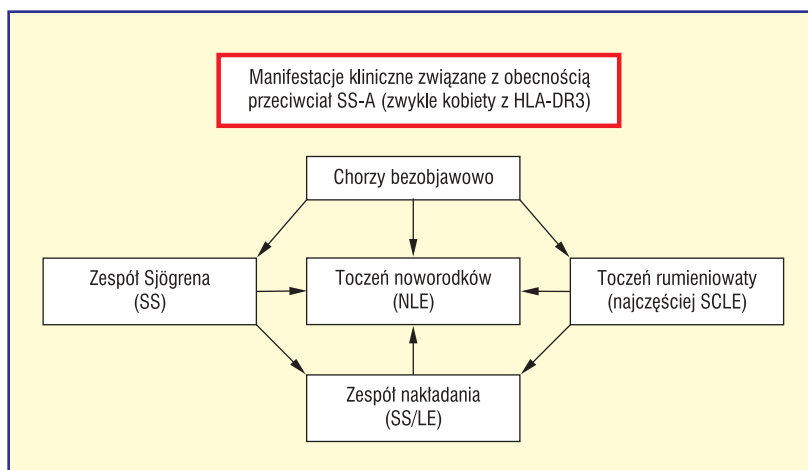 Manifestacje kliniczne związane z obecnością
przeciwciał SS-A (zwykle kobiety z HLA-DR3)
Chorzy bezobjawowo
Zespół Sjögrena
(SS)
Toczeń noworodków
(NLE)
Toczeń rumieniowaty
(najczęściej SCLE)
Zespół nakładania
(SS/LE)